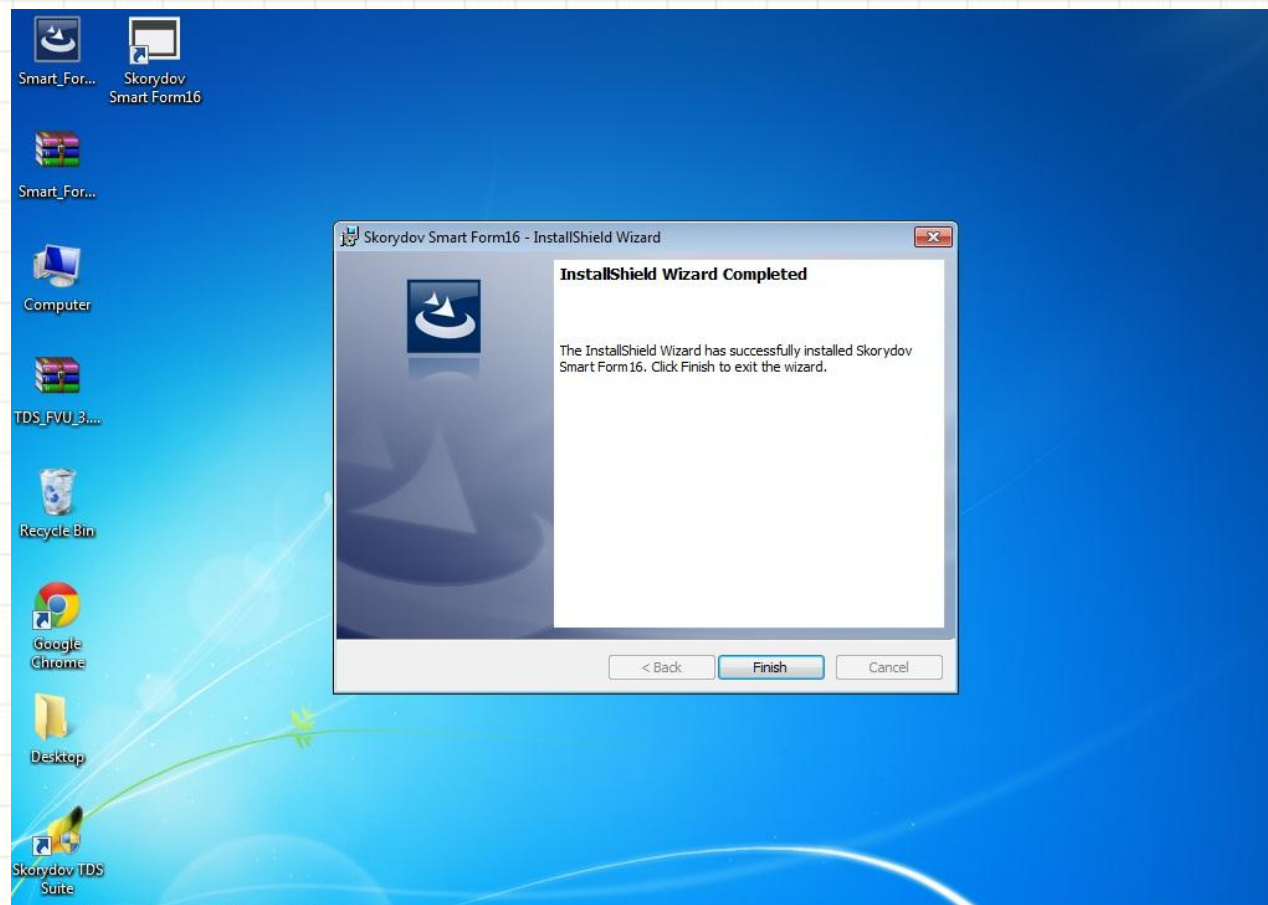 Smart_For...
Skorydov
Smart Form16
Smart_For...
Computer
TDS_FVU_3....
Recycle Bin
Google
Chrome
Desktop
Skorydov TDS
Suite
Skorydov Smart Form16 - InstallShield Wizard
InstallShield Wizard Completed
The InstallShield Wizard has successfully installed Skorydov
Smart Form16. Click Finish to exit the wizard.
< Back
Finish
Cancel